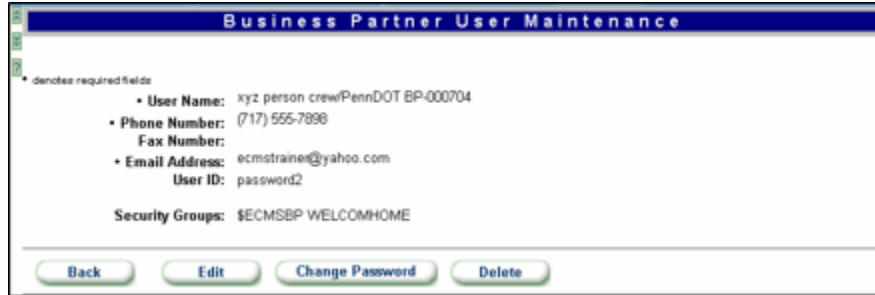 Business Partner User Maintenance
?
* denotes required fields
• User Name: xyz person crew/PennDOT BP-000704
• Phone Number: (717) 555-7898
Fax Number:
• Email Address: ecmstrainer@yahoo.com
User ID: password2
Security Groups: $ECMSBP WELCOMHOME
Back Edit Change Password Delete